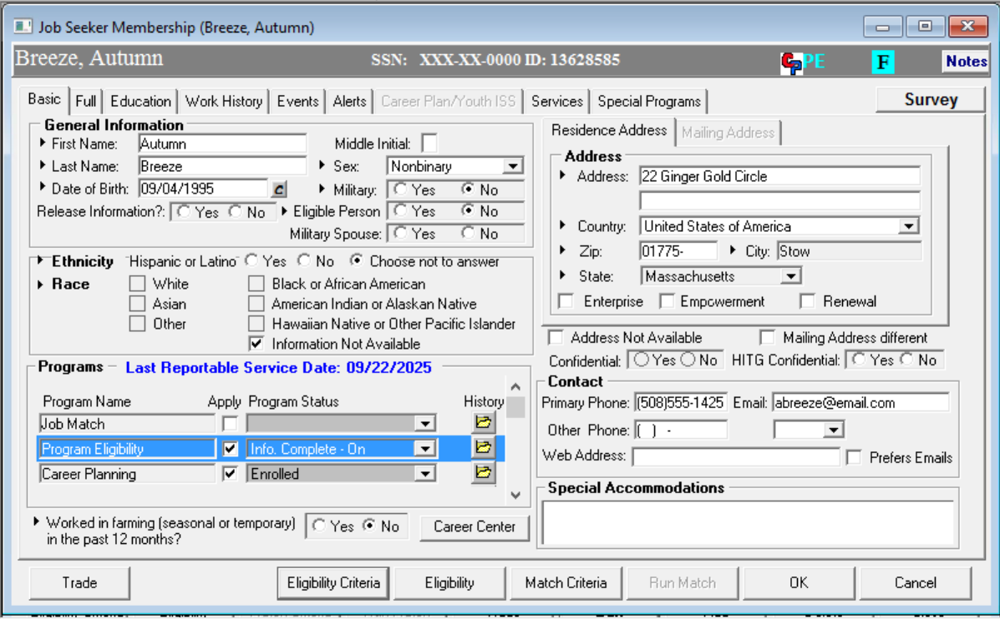 Job Seeker Membership (Breeze, Autumn)
Breeze, Autumn SSN: XXX-XX-0000 ID: 13628585 CP PE F Notes
Basic Full Education Work History Events Alerts Career Plan/Youth ISS Services Special Programs Survey
General Information
First Name: Autumn Middle Initial:
Last Name: Breeze Sex: Nonbinary
Date of Birth: 09/04/1995 C Military: Yes No
Release Information?: Yes No Eligible Person Yes No
Military Spouse: Yes No
Ethnicity Hispanic or Latino Yes No Choose not to answer
Race White Black or African American
Asian American Indian or Alaskan Native
Other Hawaiian Native or Other Pacific Islander
Information Not Available
Programs Last Reportable Service Date: 09/22/2025
Program Name Apply Program Status History
Job Match
Program Eligibility Info. Complete - On
Career Planning Enrolled
Worked in farming (seasonal or temporary) Yes No Career Center
in the past 12 months?
Residence Address Mailing Address
Address
Address: 22 Ginger Gold Circle
Country: United States of America
Zip: 01775- City: Stow
State: Massachusetts
Enterprise Empowerment Renewal
Address Not Available Mailing Address different
Confidential: Yes No HITG Confidential: Yes No
Contact
Primary Phone: (508)555-1425 Email: abreeze@email.com
Other Phone: ( ) -
Web Address: Prefers Emails
Special Accommodations
Trade Eligibility Criteria Eligibility Match Criteria Run Match OK Cancel